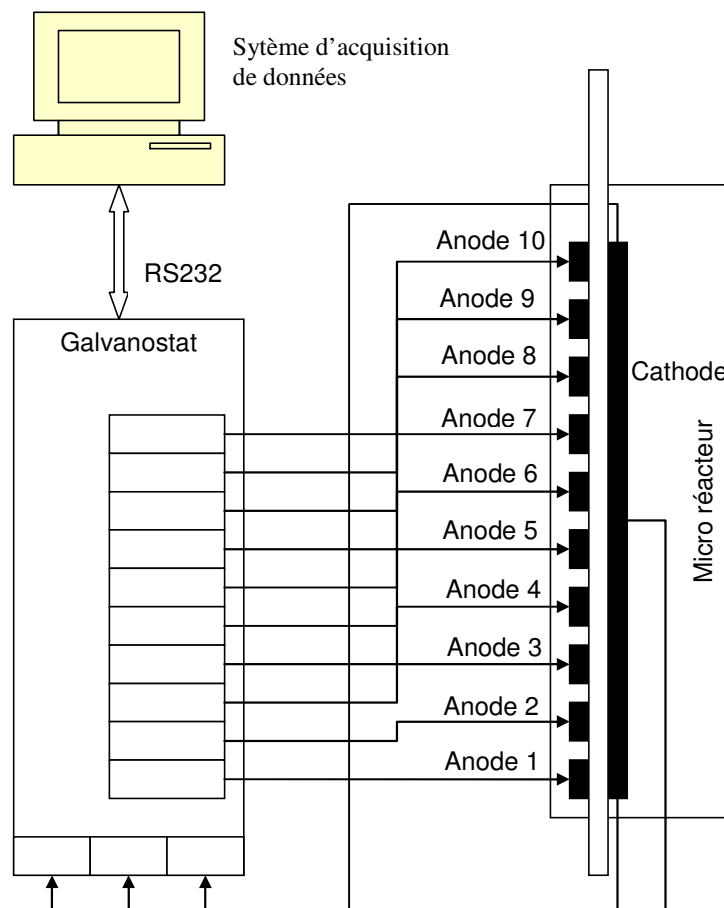 Sytème d'acquisition
de données
RS232
Galvanostat
Anode 10
Anode 9
Anode 8
Cathode
Anode 7
Anode 6
Anode 5
Anode 4
Anode 3
Anode 2
Anode 1
Micro réacteur